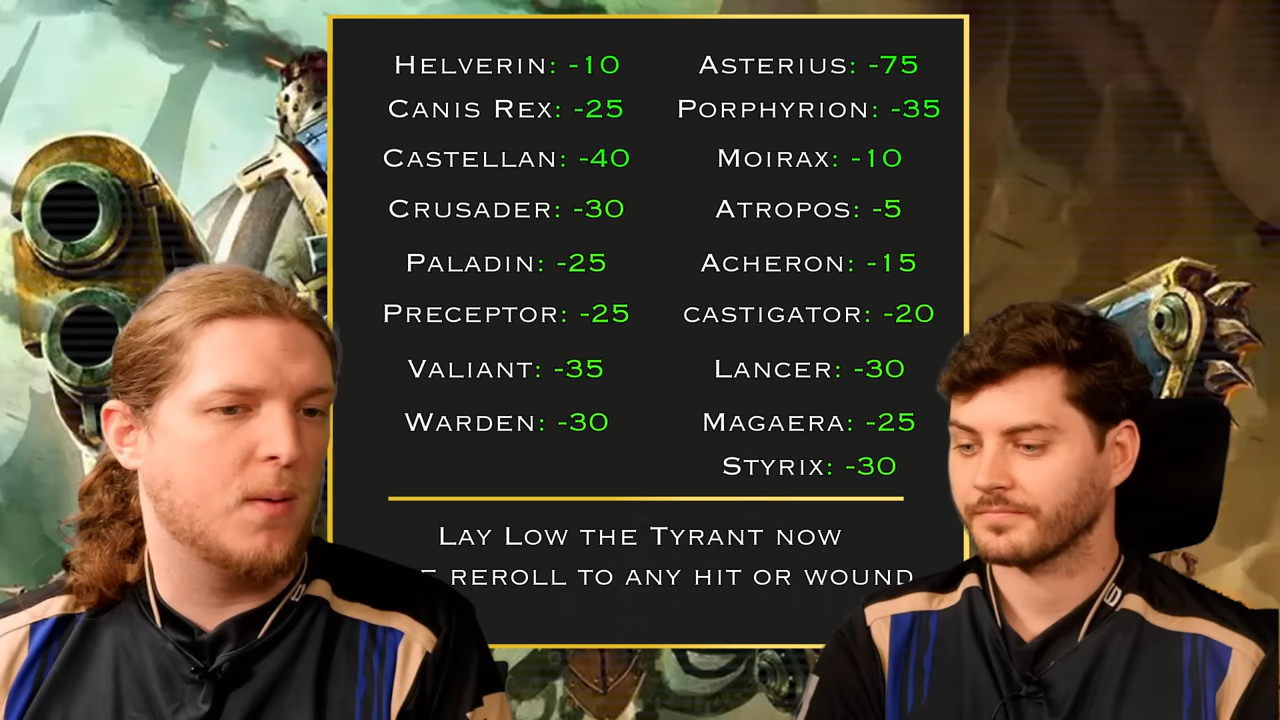 HELVERIN: -10
CANIS REX: -25
CASTELLAN: -40
CRUSADER: -30
PALADIN: -25
PRECEPTOR: -25
VALIANT: -35
WARDEN: -30
ASTERIUS: -75
PORPHYRION: -35
MOIRAX: -10
ATROPOS: -5
ACHERON: -15
CASTIGATOR: -20
LANCER: -30
MAGAERA: -25
STYRIX: -30
LAY LOW THE TYRANT NOW
REROLL TO ANY HIT OR WOUND